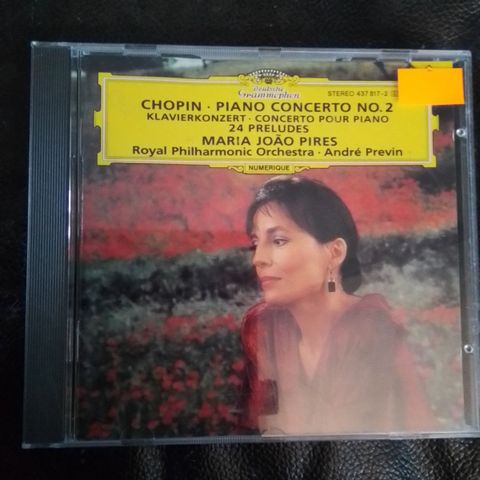 deutsche
Grammophon
STEREO 437 817-2
CHOPIN · PIANO CONCERTO NO. 2
KLAVIERKONZERT · CONCERTO POUR PIANO
24 PRELUDES
MARIA JOÃO PIRES
Royal Philharmonic Orchestra · André Previn
NUMERIQUE